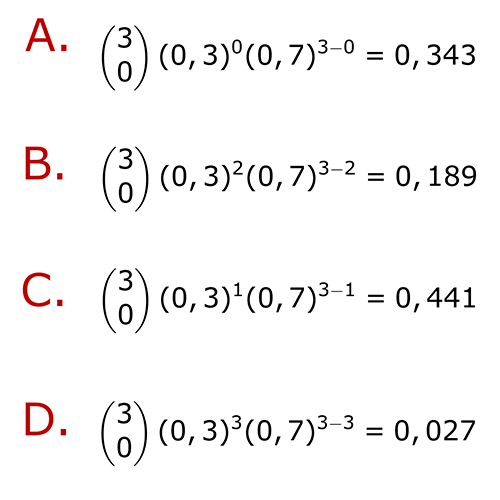 A. (3 0) (0, 3)⁰(0, 7)³⁻⁰ = 0, 343
B. (3 0) (0, 3)²(0, 7)³⁻² = 0, 189
C. (3 0) (0, 3)¹(0, 7)³⁻¹ = 0, 441
D. (3 0) (0, 3)³(0, 7)³⁻³ = 0, 027